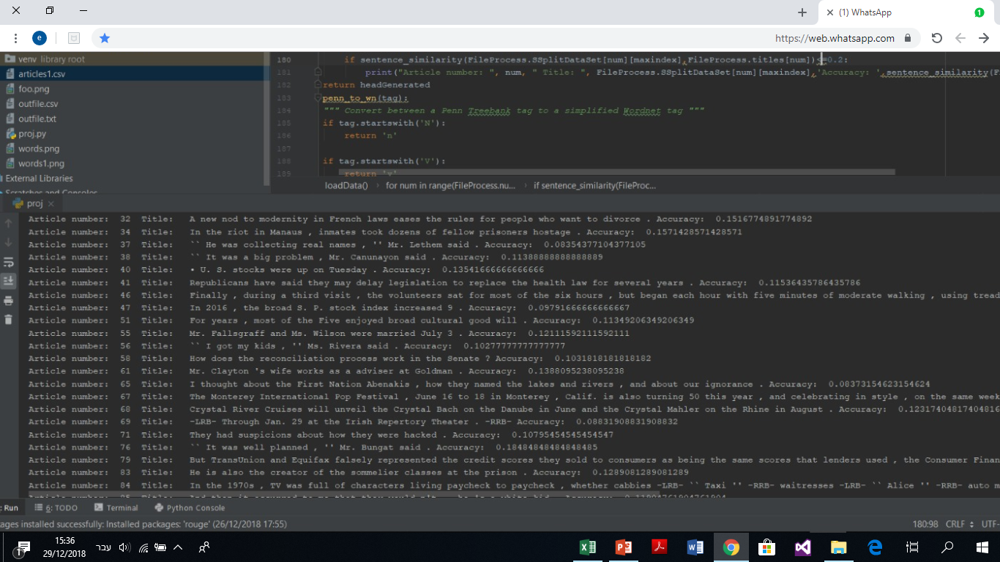 (1) WhatsApp
1
https://web.whatsapp.com
e
venv library root
articles1.csv
foo.png
outfile.csv
outfile.txt
proj.py
words.png
words1.png
External Libraries
Scratches and Consoles
180 if sentence_similarity(FileProcess.SSplitDataSet[num][maxindex],FileProcess.titles[num])<=0.2:
181 print("Article number: ", num, " Title: ", FileProcess.SSplitDataSet[num][maxindex],'Accuracy: ',sentence_similarity(F
182 return headGenerated
183 penn_to_wn(tag):
184 """ Convert between a Penn Treebank tag to a simplified Wordnet tag """
185 if tag.startswith('N'):
186 return 'n'
187
188 if tag.startswith('V'):
189 return 'v'
loadData() › for num in range(FileProcess.nu... › if sentence_similarity(FileProc...
proj ×
Article number: 32 Title: A new nod to modernity in French laws eases the rules for people who want to divorce . Accuracy: 0.1516774891774892
Article number: 34 Title: In the riot in Manaus , inmates took dozens of fellow prisoners hostage . Accuracy: 0.1571428571428571
Article number: 37 Title: `` He was collecting real names , '' Mr. Lethem said . Accuracy: 0.08354377104377105
Article number: 38 Title: `` It was a big problem , Mr. Canunayon said . Accuracy: 0.11388888888888889
Article number: 40 Title: • U. S. stocks were up on Tuesday . Accuracy: 0.13541666666666666
Article number: 41 Title: Republicans have said they may delay legislation to replace the health law for several years . Accuracy: 0.11536435786435786
Article number: 46 Title: Finally , during a third visit , the volunteers sat for most of the six hours , but began each hour with five minutes of moderate walking , using tread
Article number: 47 Title: In 2016 , the broad S. P. stock index increased 9 . Accuracy: 0.09791666666666667
Article number: 51 Title: For years , most of the Five enjoyed broad cultural good will . Accuracy: 0.11349206349206349
Article number: 55 Title: Mr. Fallsgraff and Ms. Wilson were married July 3 . Accuracy: 0.12111592111592111
Article number: 56 Title: `` I got my kids , '' Ms. Rivera said . Accuracy: 0.10277777777777777
Article number: 58 Title: How does the reconciliation process work in the Senate ? Accuracy: 0.1031818181818182
Article number: 61 Title: Mr. Clayton 's wife works as a adviser at Goldman . Accuracy: 0.1388095238095238
Article number: 65 Title: I thought about the First Nation Abenakis , how they named the lakes and rivers , and about our ignorance . Accuracy: 0.08373154623154624
Article number: 67 Title: The Monterey International Pop Festival , June 16 to 18 in Monterey , Calif. is also turning 50 this year , and celebrating in style , on the same week
Article number: 68 Title: Crystal River Cruises will unveil the Crystal Bach on the Danube in June and the Crystal Mahler on the Rhine in August . Accuracy: 0.1231740481740481​6
Article number: 69 Title: -LRB- Through Jan. 29 at the Irish Repertory Theater . -RRB- Accuracy: 0.08831908831908832
Article number: 71 Title: They had suspicions about how they were hacked . Accuracy: 0.10795454545454547
Article number: 76 Title: `` It was well planned , '' Mr. Bungat said . Accuracy: 0.18484848484848485
Article number: 79 Title: But TransUnion and Equifax falsely represented the credit scores they sold to consumers as being the same scores that lenders used , the Consumer Finan
Article number: 83 Title: He is also the creator of the sommelier classes at the prison . Accuracy: 0.1289081289081289
Article number: 84 Title: In the 1970s , TV was full of characters living paycheck to paycheck , whether cabbies -LRB- `` Taxi '' -RRB- waitresses -LRB- `` Alice '' -RRB- auto m
: Run 6: TODO Terminal Python Console
ages installed successfully: Installed packages: 'rouge' (26/12/2018 17:55) 180:98 CRLF UTF-
15:36
29/12/2018
עבר
1